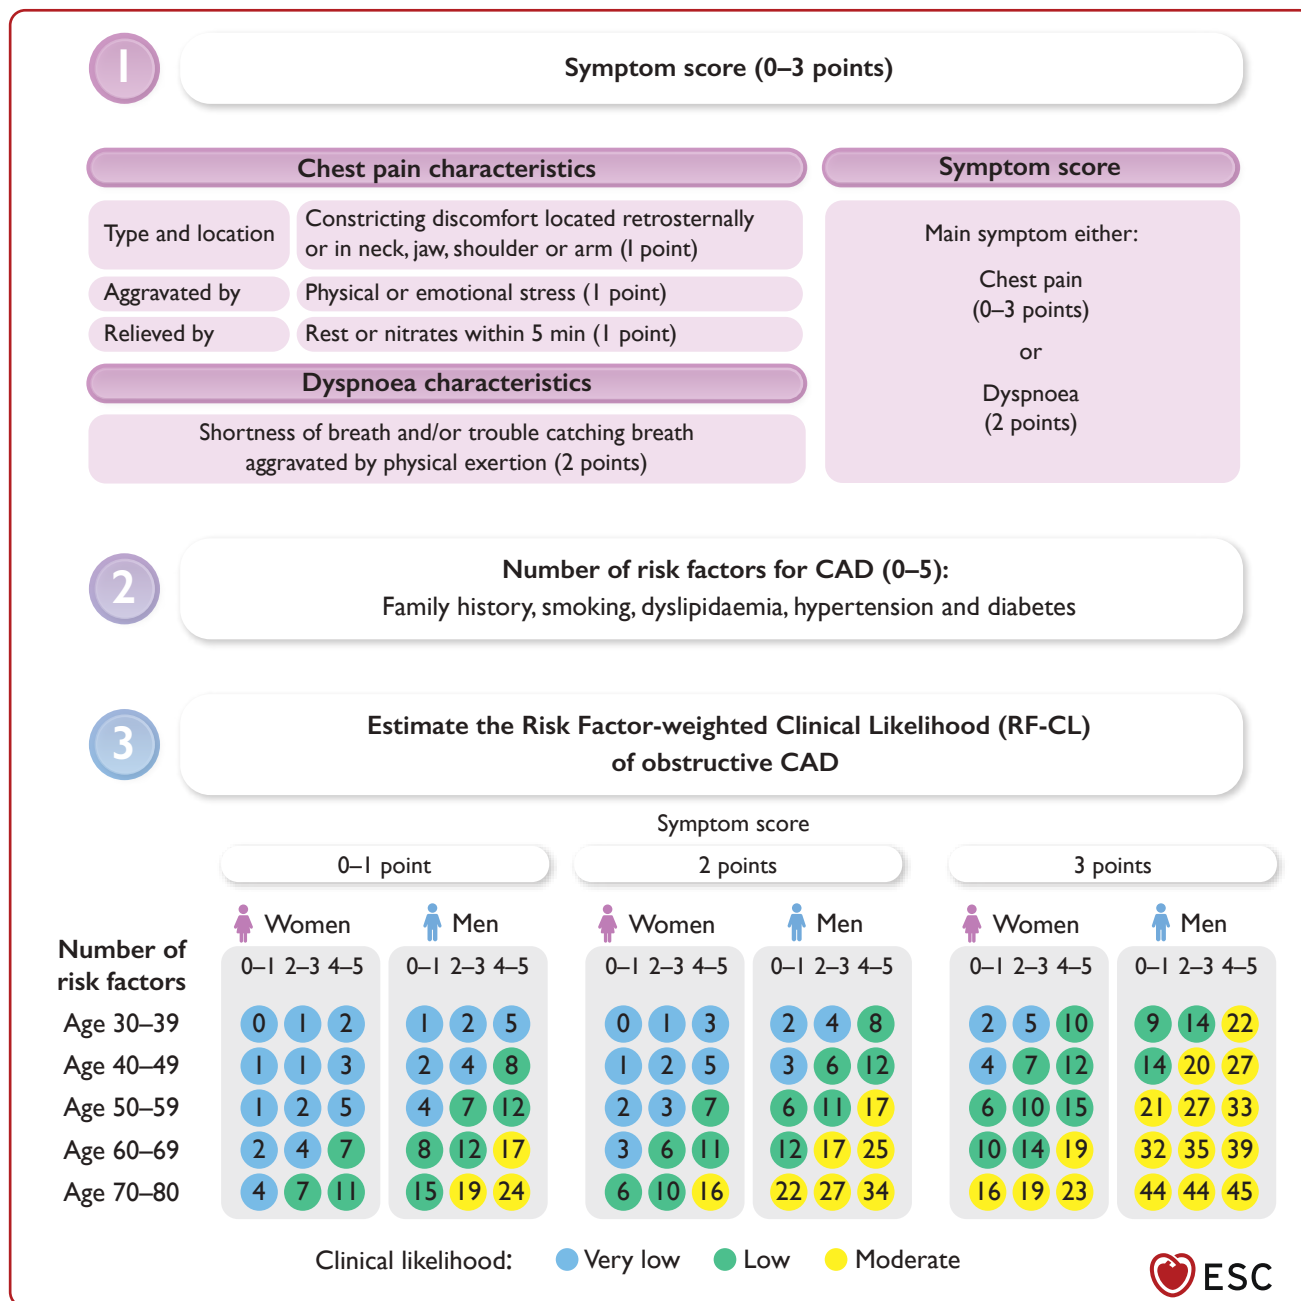 1
Symptom score (0–3 points)
Chest pain characteristics
Type and location
Constricting discomfort located retrosternally
or in neck, jaw, shoulder or arm (1 point)
Aggravated by
Physical or emotional stress (1 point)
Relieved by
Rest or nitrates within 5 min (1 point)
Dyspnoea characteristics
Shortness of breath and/or trouble catching breath
aggravated by physical exertion (2 points)
Symptom score
Main symptom either:
Chest pain
(0–3 points)
or
Dyspnoea
(2 points)
2
Number of risk factors for CAD (0–5):
Family history, smoking, dyslipidaemia, hypertension and diabetes
3
Estimate the Risk Factor-weighted Clinical Likelihood (RF-CL)
of obstructive CAD
Symptom score
0–1 point 2 points 3 points
Women Men Women Men Women Men
Number of
risk factors
0–1 2–3 4–5 0–1 2–3 4–5 0–1 2–3 4–5 0–1 2–3 4–5 0–1 2–3 4–5 0–1 2–3 4–5
Age 30–39 0 1 2 1 2 5 0 1 3 2 4 8 2 5 10 9 14 22
Age 40–49 1 1 3 2 4 8 1 2 5 3 6 12 4 7 12 14 20 27
Age 50–59 1 2 5 4 7 12 2 3 7 6 11 17 6 10 15 21 27 33
Age 60–69 2 4 7 8 12 17 3 6 11 12 17 25 10 14 19 32 35 39
Age 70–80 4 7 11 15 19 24 6 10 16 22 27 34 16 19 23 44 44 45
Clinical likelihood: Very low Low Moderate
ESC